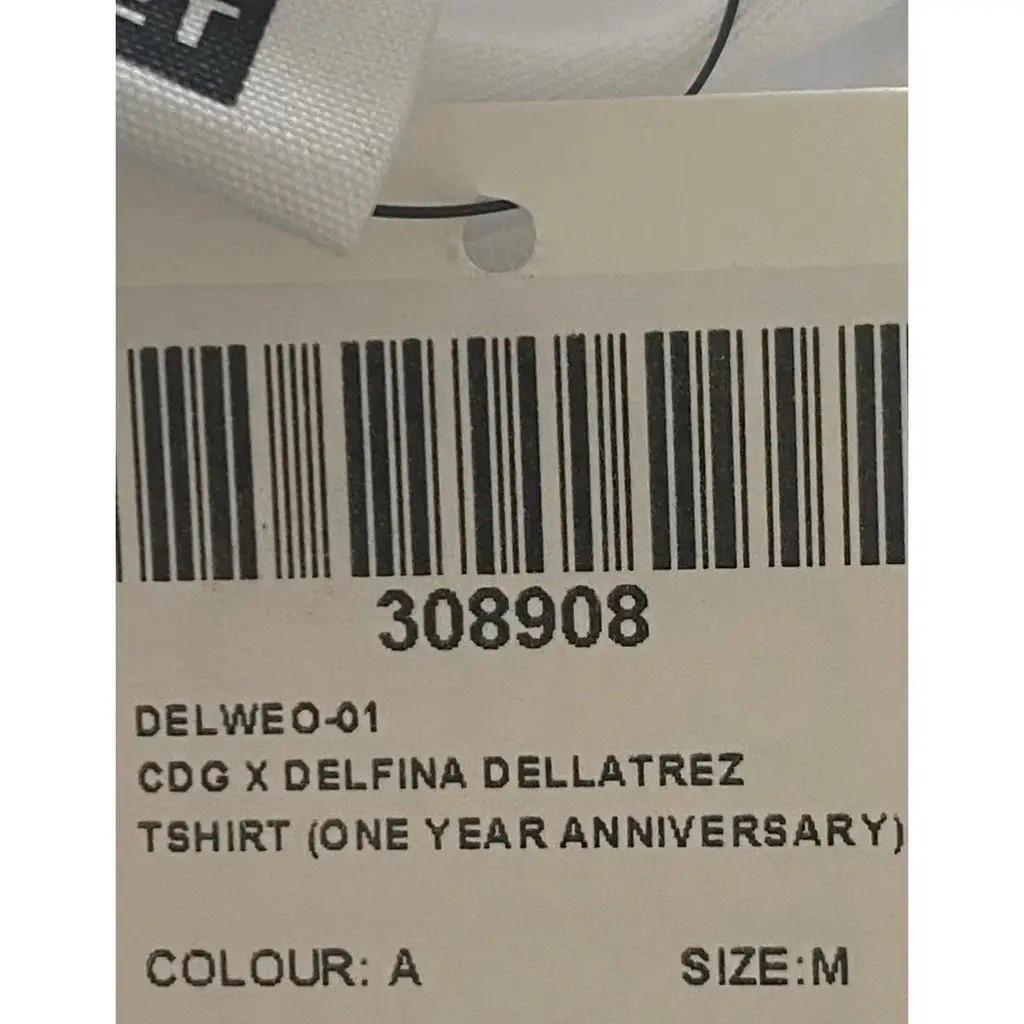 308908
DELWEO-01
CDG X DELFINA DELLATREZ
TSHIRT (ONE YEAR ANNIVERSARY)
COLOUR: A SIZE:M